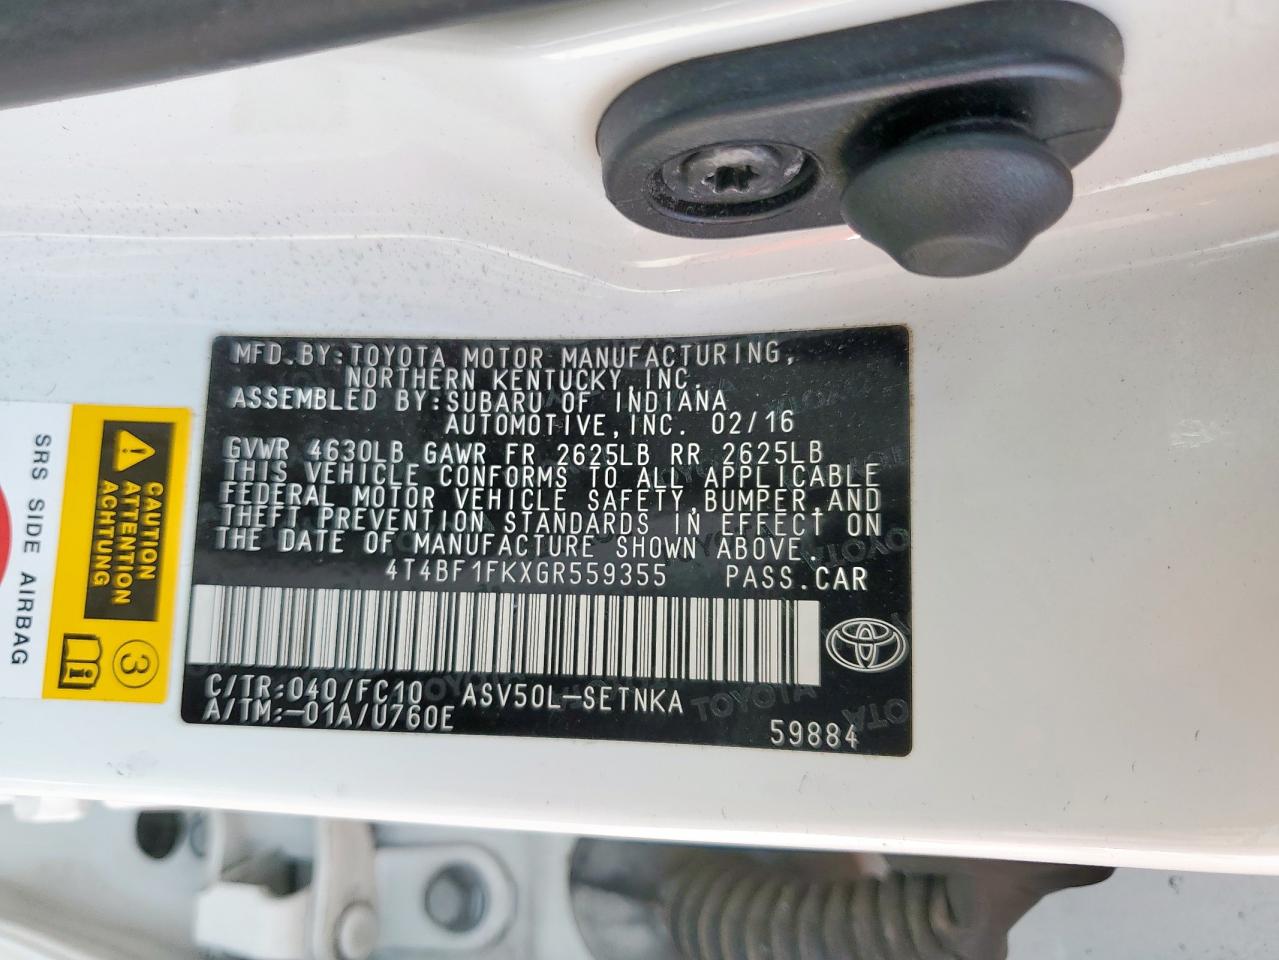 MFD.BY:TOYOTA MOTOR MANUFACTURING,
NORTHERN KENTUCKY,INC.
ASSEMBLED BY:SUBARU OF INDIANA
AUTOMOTIVE,INC. 02/16
GVWR 4630LB GAWR FR 2625LB RR 2625LB
THIS VEHICLE CONFORMS TO ALL APPLICABLE
FEDERAL MOTOR VEHICLE SAFETY,BUMPER,AND
THEFT PREVENTION STANDARDS IN EFFECT ON
THE DATE OF MANUFACTURE SHOWN ABOVE.
4T4BF1FKXGR559355 PASS.CAR
C/TR:040/FC10 ASV50L-SETNKA
A/TM:-01A/U760E
59884
CAUTION
ATTENTION
ACHTUNG
3
SRS SIDE AIRBAG